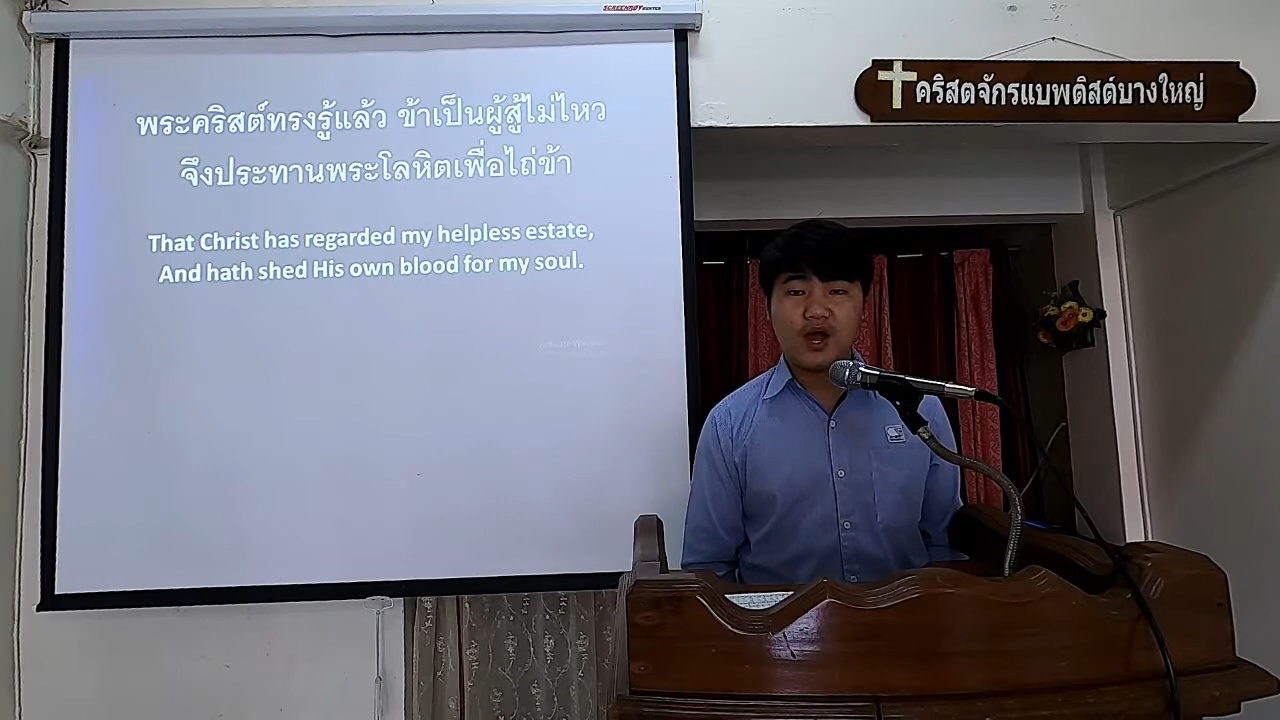 SCREENBOY CENTER
คริสตจักรแบพติสต์บางใหญ่
พระคริสต์ทรงรู้แล้ว ข้าเป็นผู้สู้ไม่ไหว
จึงประทานพระโลหิตเพื่อไถ่ข้า
That Christ has regarded my helpless estate,
And hath shed His own blood for my soul.